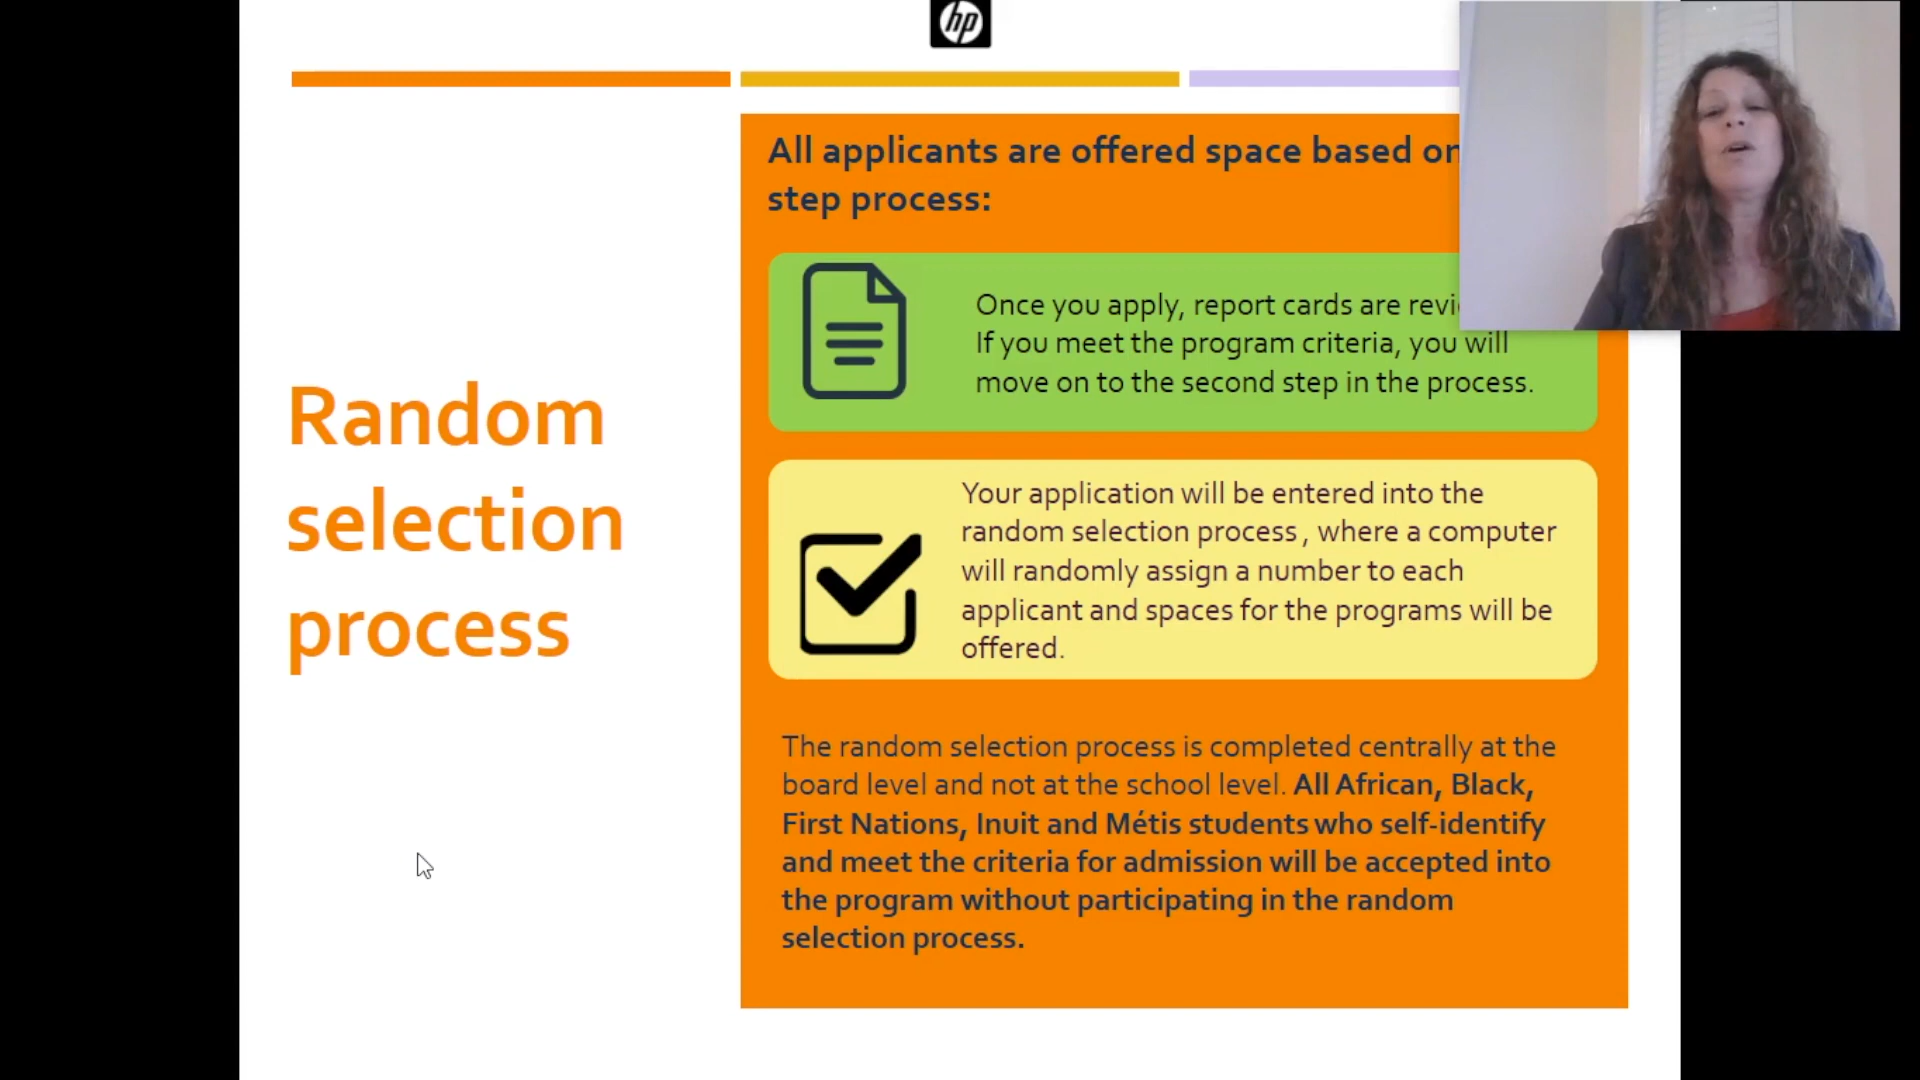 hp
All applicants are offered space based on
step process:
Once you apply, report cards are
If you meet the program criteria, you will
move on to the second step in the process.
Random
selection
process
Your application will be entered into the
random selection process, where a computer
will randomly assign a number to each
applicant and spaces for the programs will be
offered.
The random selection process is completed centrally at the
board level and not at the school level. All African, Black,
First Nations, Inuit and Métis students who self-identify
and meet the criteria for admission will be accepted into
the program without participating in the random
selection process.